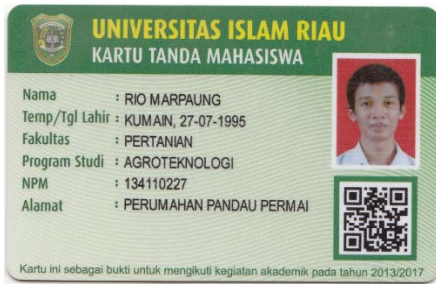 UNIVERSITAS ISLAM RIAU
KARTU TANDA MAHASISWA
Nama : RIO MARPAUNG
Temp/Tgl Lahir : KUMAIN, 27-07-1995
Fakultas : PERTANIAN
Program Studi : AGROTEKNOLOGI
NPM : 134110227
Alamat : PERUMAHAN PANDAU PERMAI
Kartu ini sebagai bukti untuk mengikuti kegiatan akademik pada tahun 2013/2017